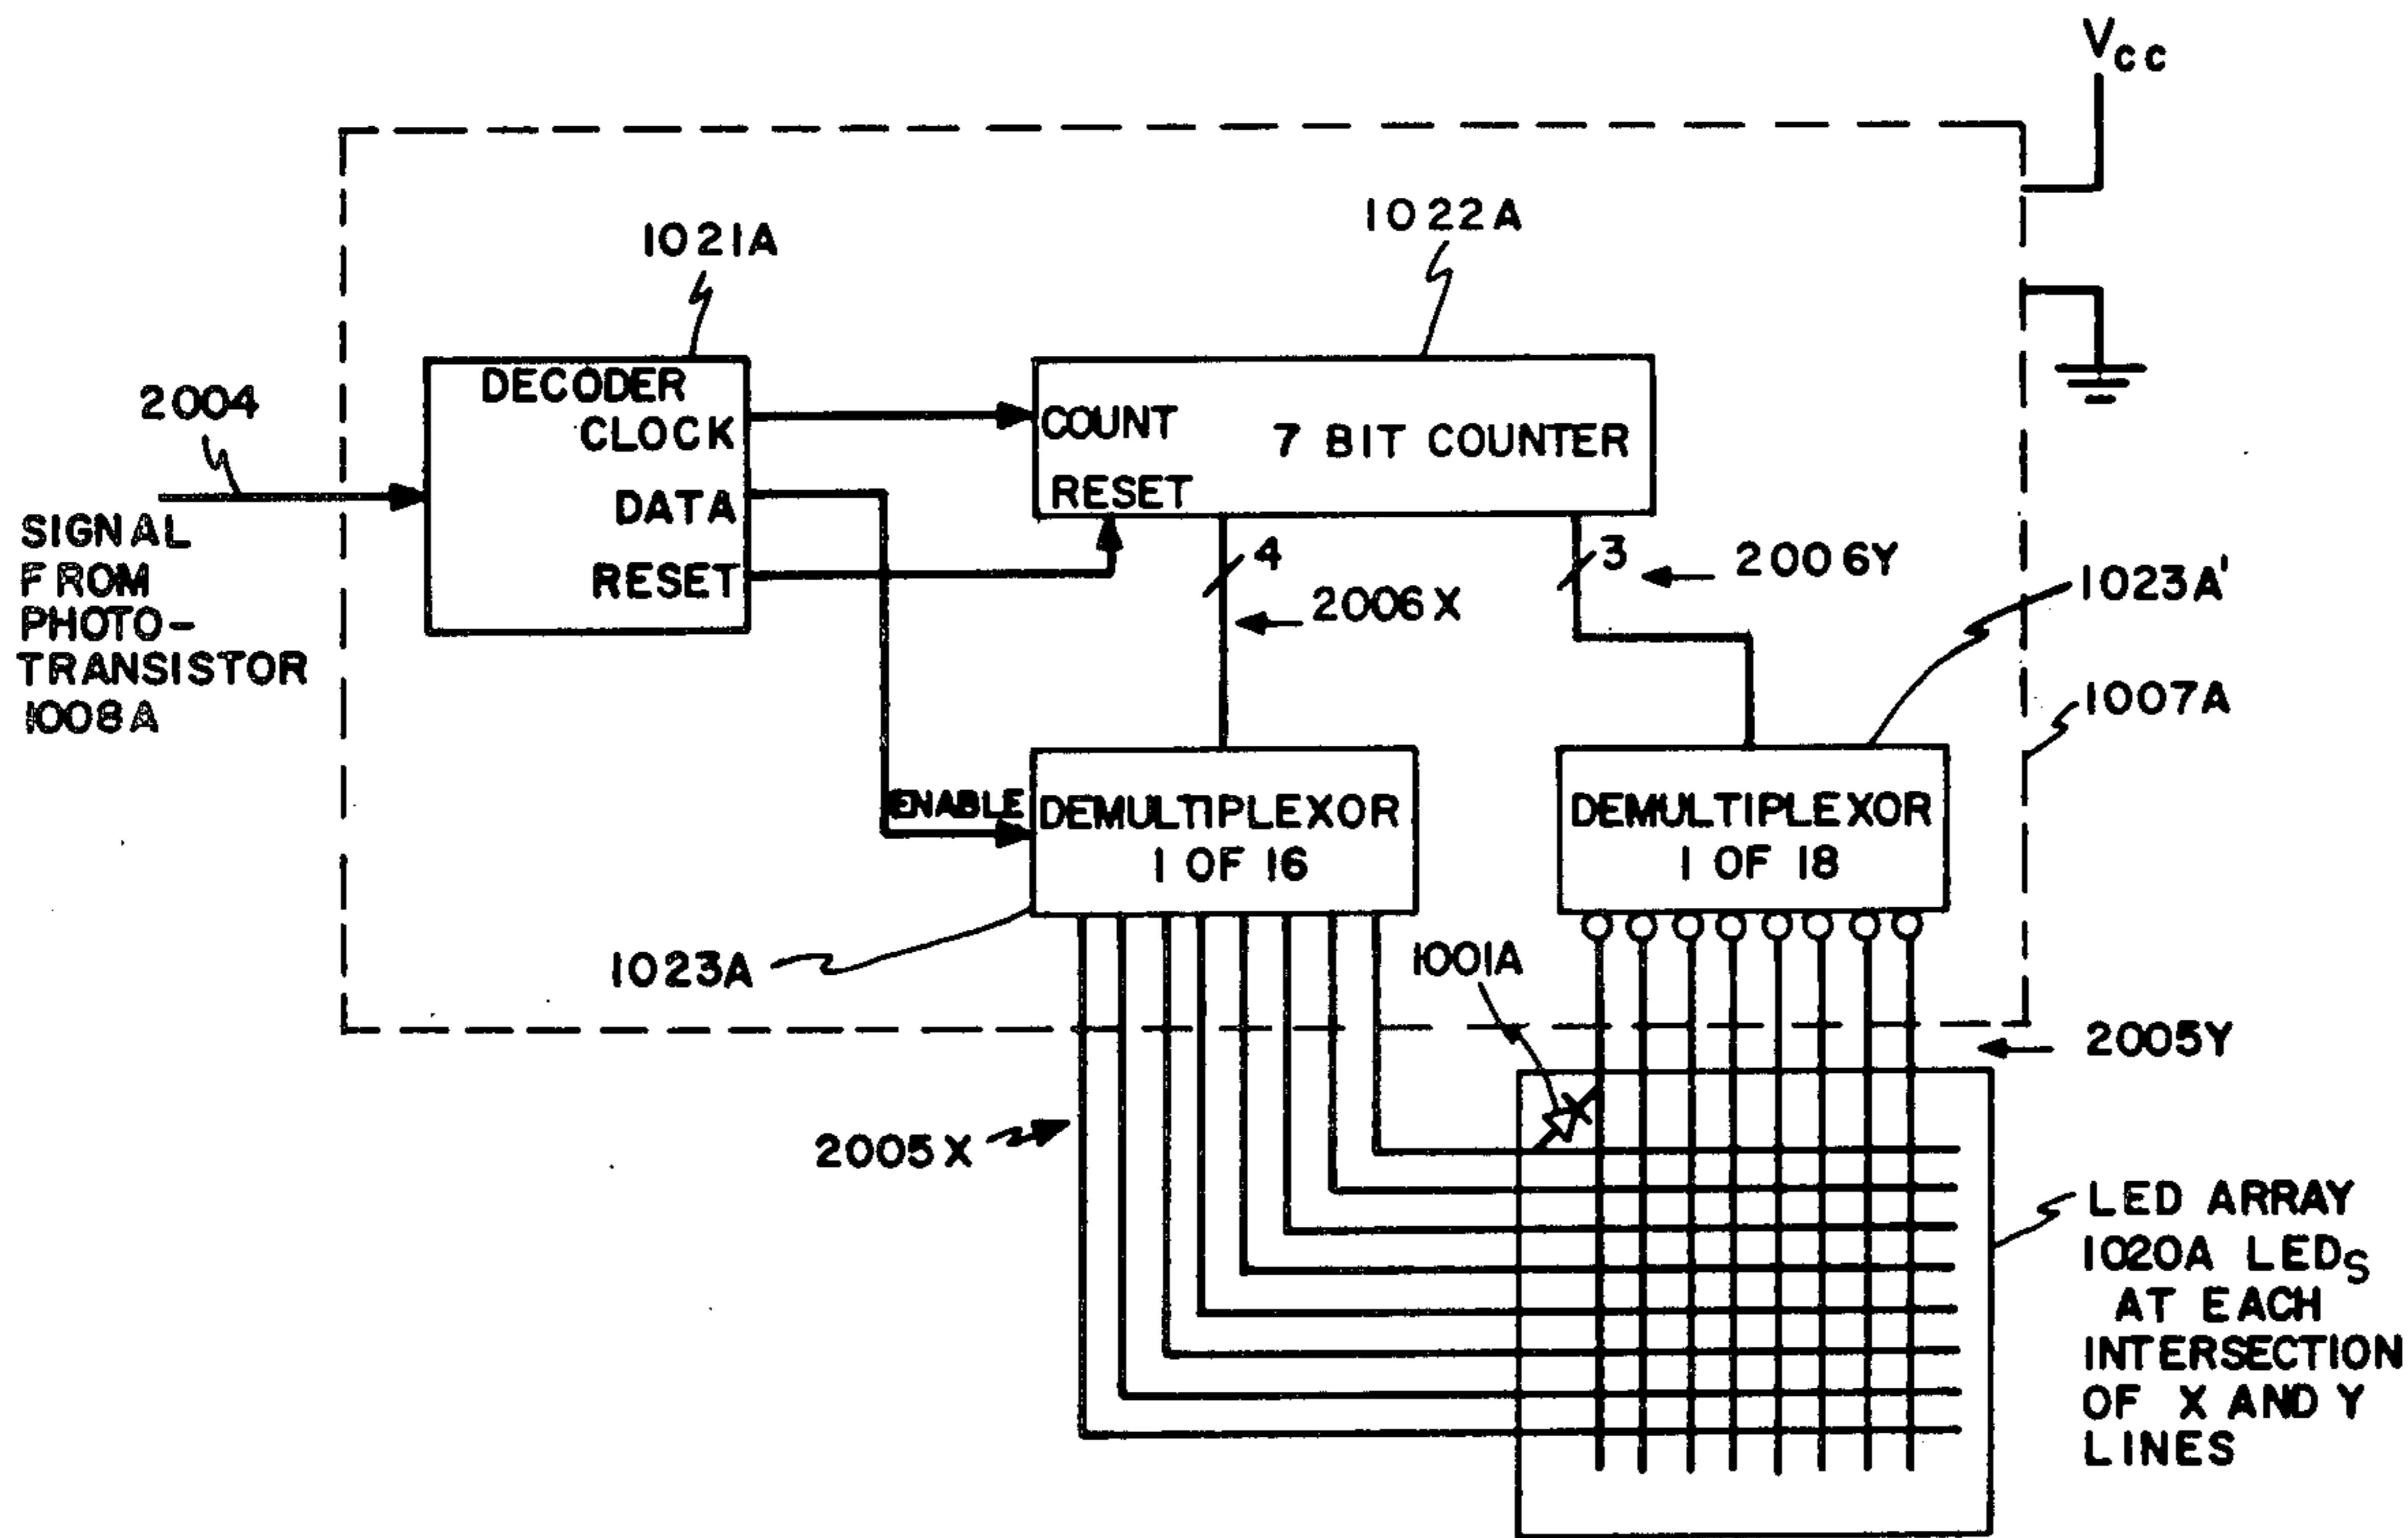 Vcc
1021A
1022A
2004
DECODER
CLOCK
DATA
RESET
COUNT
RESET
7 BIT COUNTER
SIGNAL
FROM
PHOTO-
TRANSISTOR
1008A
4
2006X
3
2006Y
1023A'
1007A
ENABLE
DEMULTIPLEXOR
1 OF 16
DEMULTIPLEXOR
1 OF 18
1023A
1001A
2005Y
2005X
LED ARRAY
1020A LEDS
AT EACH
INTERSECTION
OF X AND Y
LINES